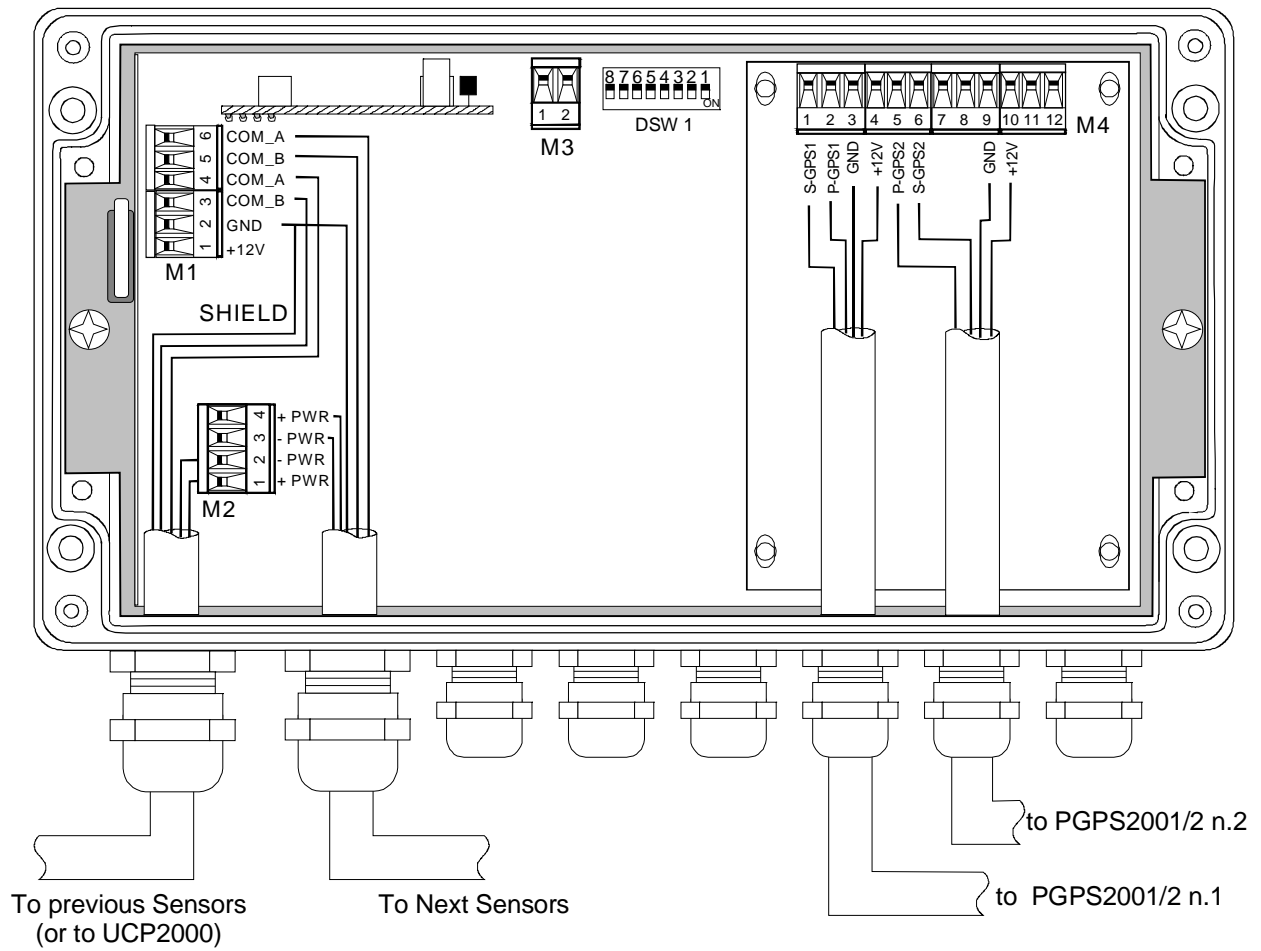 8 7 6 5 4 3 2 1
ON
DSW 1
1 2
M3
1 2 3 4 5 6 7 8 9 10 11 12
M4
S-GPS1
P-GPS1
GND
+12V
P-GPS2
S-GPS2
GND
+12V
6 COM_A
5 COM_B
4 COM_A
3 COM_B
2 GND
1 +12V
M1
SHIELD
4 + PWR
3 - PWR
2 - PWR
1 + PWR
M2
to PGPS2001/2 n.2
to PGPS2001/2 n.1
To previous Sensors
(or to UCP2000)
To Next Sensors